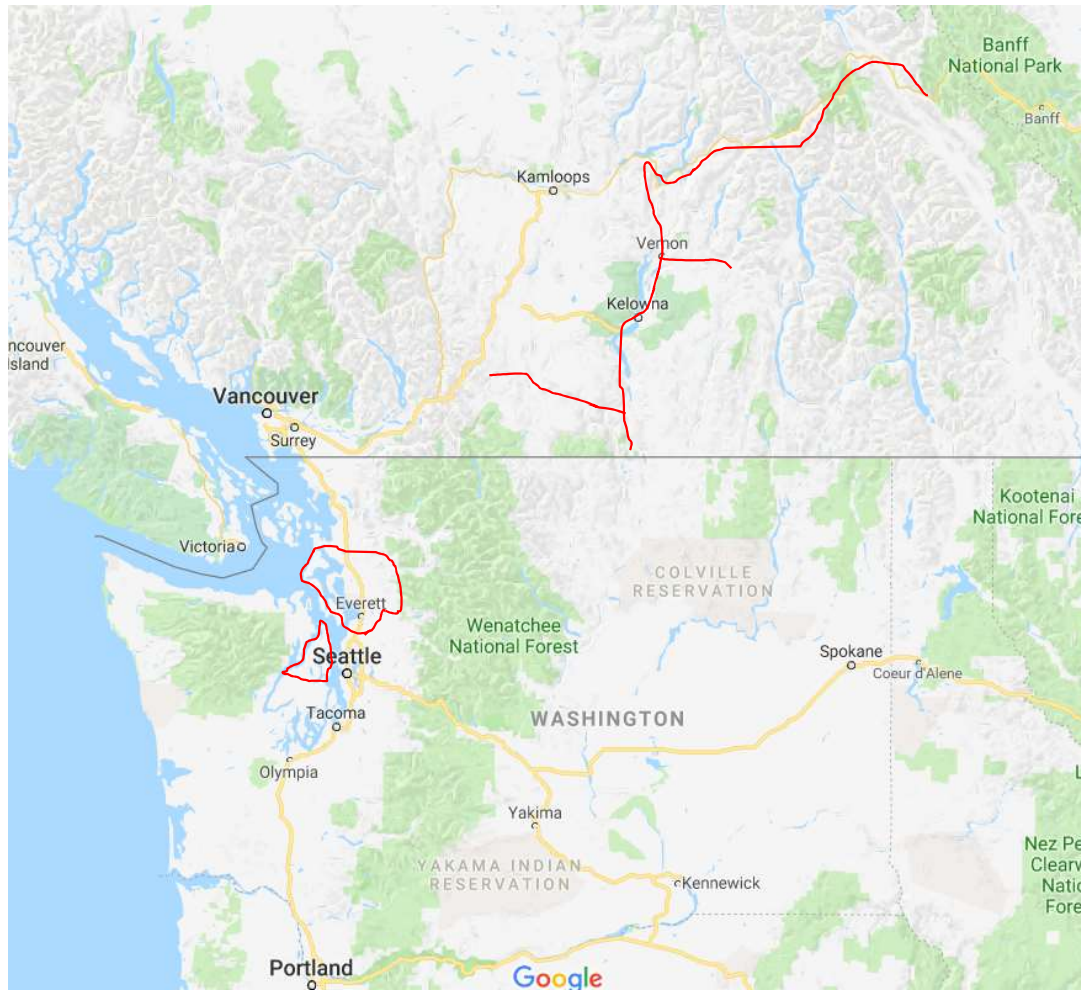 Banff
National Park
Banff
Kamloops
Vernon
Kelowna
ncouver
Island
Vancouver
Surrey
Kootenai
National Fore
Victoria
COLVILLE
RESERVATION
Everett
Wenatchee
National Forest
Seattle
Spokane
Coeur d'Alene
Tacoma
WASHINGTON
Olympia
Yakima
Nez Pe
Clearw
Natio
Fore
YAKAMA INDIAN
RESERVATION
Kennewick
Portland
Google